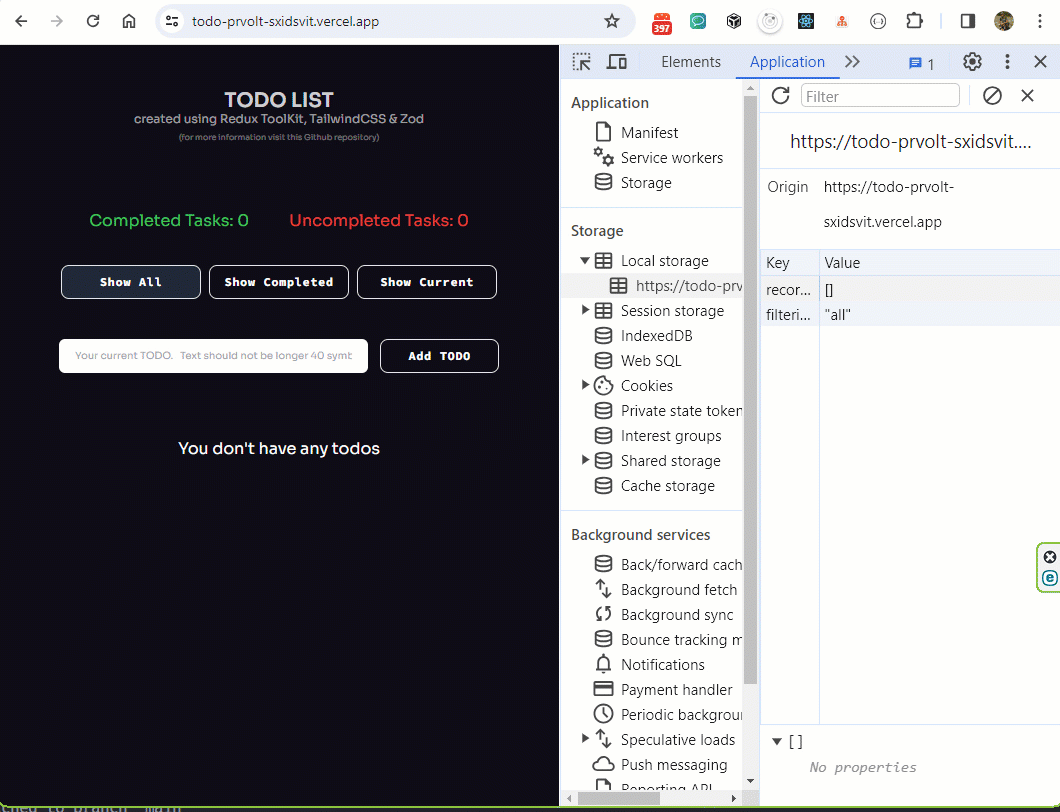 todo-prvolt-sxidsvit.vercel.app
397
TODO LIST
created using Redux ToolKit, TailwindCSS & Zod
(for more information visit this Github repository)
Completed Tasks: 0 Uncompleted Tasks: 0
Show All Show Completed Show Current
Your current TODO. Text should not be longer 40 symt Add TODO
You don't have any todos
Elements Application 1
Application
Manifest
Service workers
Storage
Storage
Local storage
https://todo-prv
Session storage
IndexedDB
Web SQL
Cookies
Private state token
Interest groups
Shared storage
Cache storage
Background services
Back/forward cach
Background fetch
Background sync
Bounce tracking m
Notifications
Payment handler
Periodic backgrour
Speculative loads
Push messaging
Reporting API
Filter
https://todo-prvolt-sxidsvit....
Origin https://todo-prvolt-
sxidsvit.vercel.app
Key Value
recor... []
filteri... "all"
[]
No properties